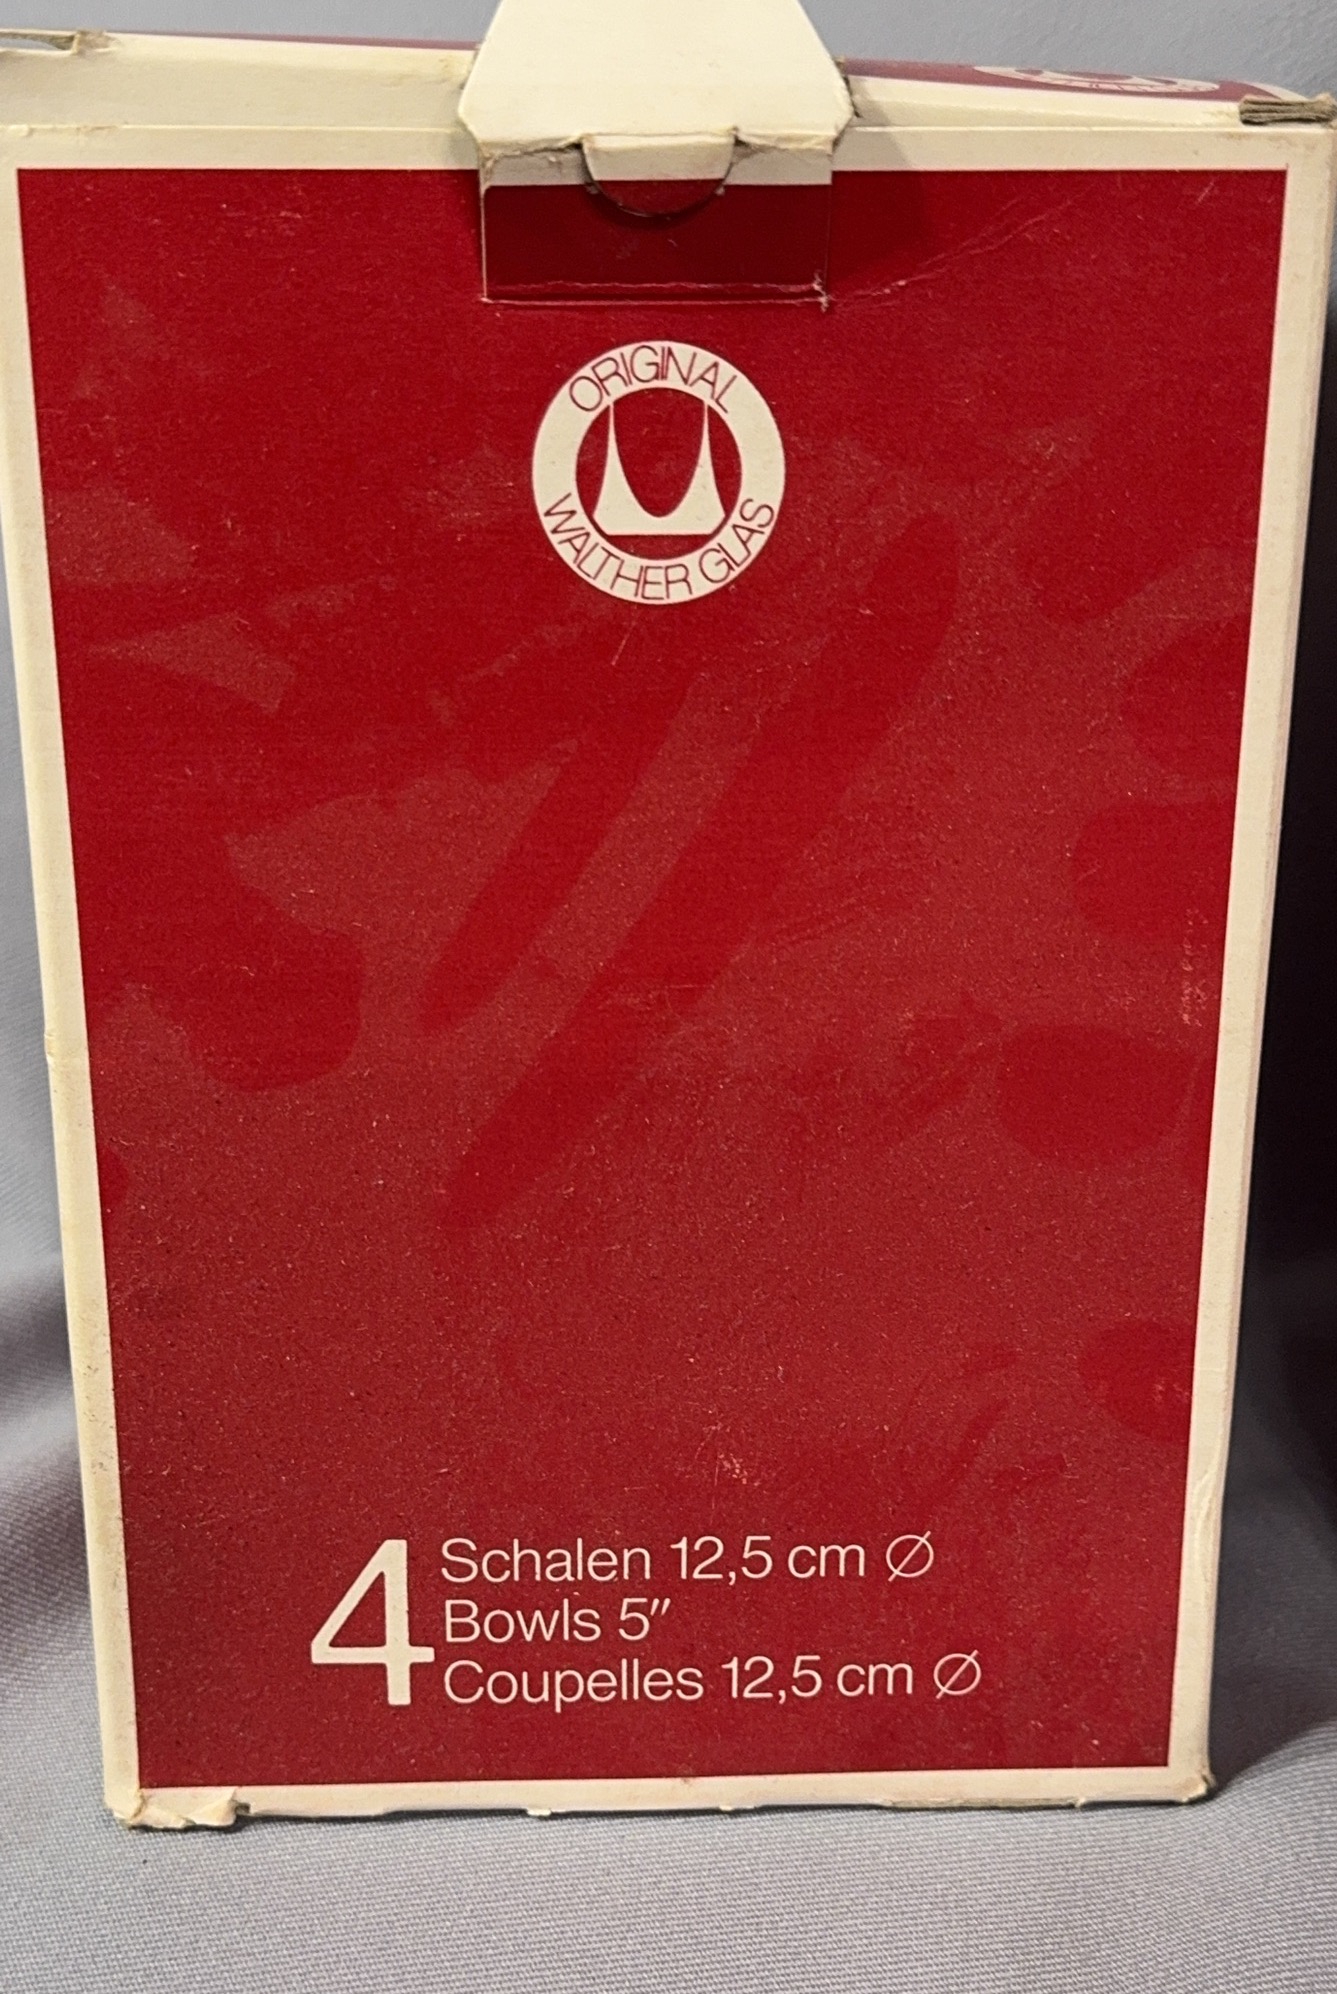 ORIGINAL
WALTHER GLAS
4
Schalen 12,5 cm Ø
Bowls 5″
Coupelles 12,5 cm Ø